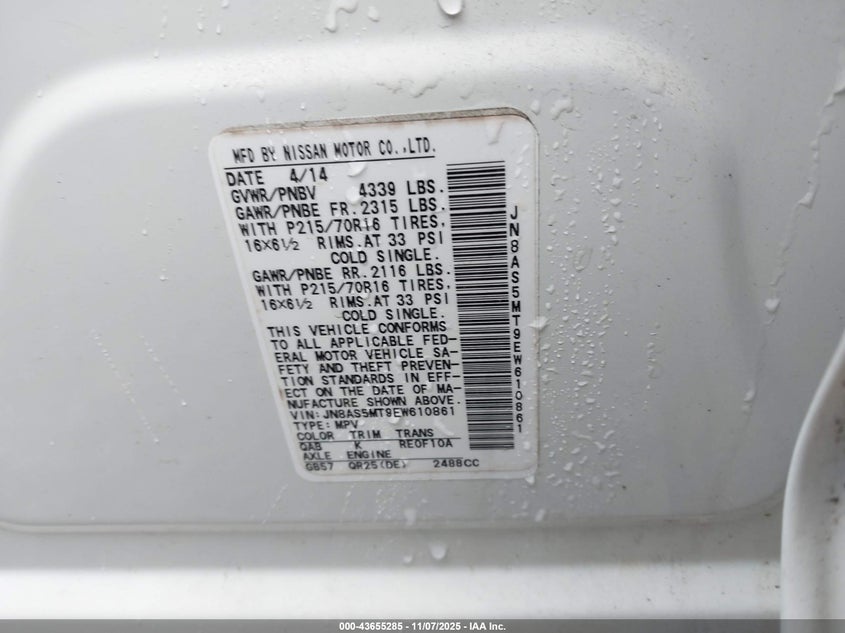 MFD BY NISSAN MOTOR CO.,LTD.
DATE 4/14
GVWR/PNBV 4339 LBS.
GAWR/PNBE FR. 2315 LBS.
WITH P215/70R16 TIRES,
16×6½ RIMS.AT 33 PSI
COLD SINGLE.
GAWR/PNBE RR. 2116 LBS.
WITH P215/70R16 TIRES,
16×6½ RIMS.AT 33 PSI
COLD SINGLE.
THIS VEHICLE CONFORMS
TO ALL APPLICABLE FED-
ERAL MOTOR VEHICLE SA-
FETY AND THEFT PREVEN-
TION STANDARDS IN EFF-
ECT ON THE DATE OF MA-
NUFACTURE SHOWN ABOVE.
VIN: JN8AS5MT9EW610861
TYPE: MPV
COLOR TRIM TRANS
QAB K RE0F10A
AXLE ENGINE
GB57 QR25(DE) 2488CC
JN8AS5MT9EW610861
000-43655285 - 11/07/2025 - IAA Inc.